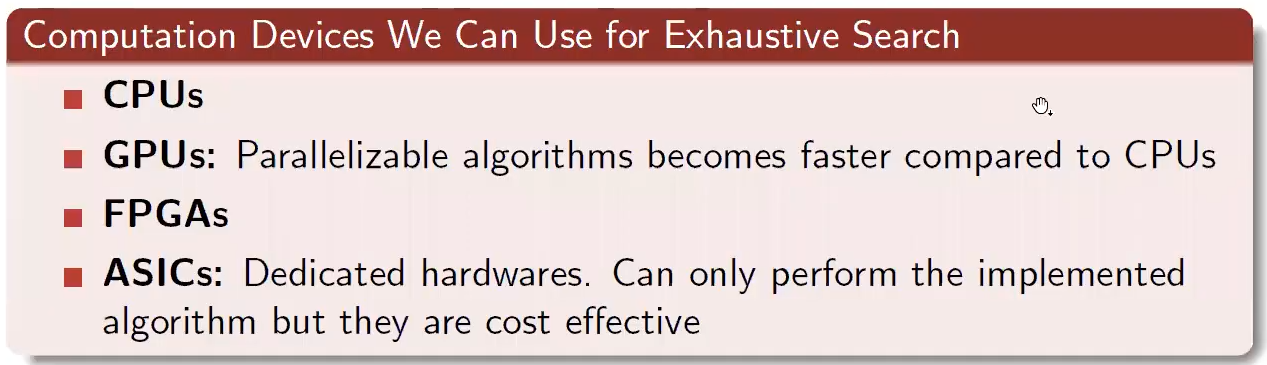 Computation Devices We Can Use for Exhaustive Search
CPUs
GPUs: Parallelizable algorithms becomes faster compared to CPUs
FPGAs
ASICs: Dedicated hardwares. Can only perform the implemented
algorithm but they are cost effective